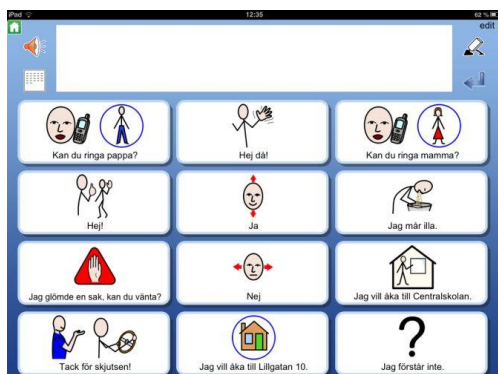 iPad
12:35
62 %
edit
Kan du ringa pappa?
Hej då!
Kan du ringa mamma?
Hej!
Ja
Jag mår illa.
Jag glömde en sak, kan du vänta?
Nej
Jag vill åka till Centralskolan.
Tack för skjutsen!
Jag vill åka till Lillgatan 10.
?
Jag förstår inte.